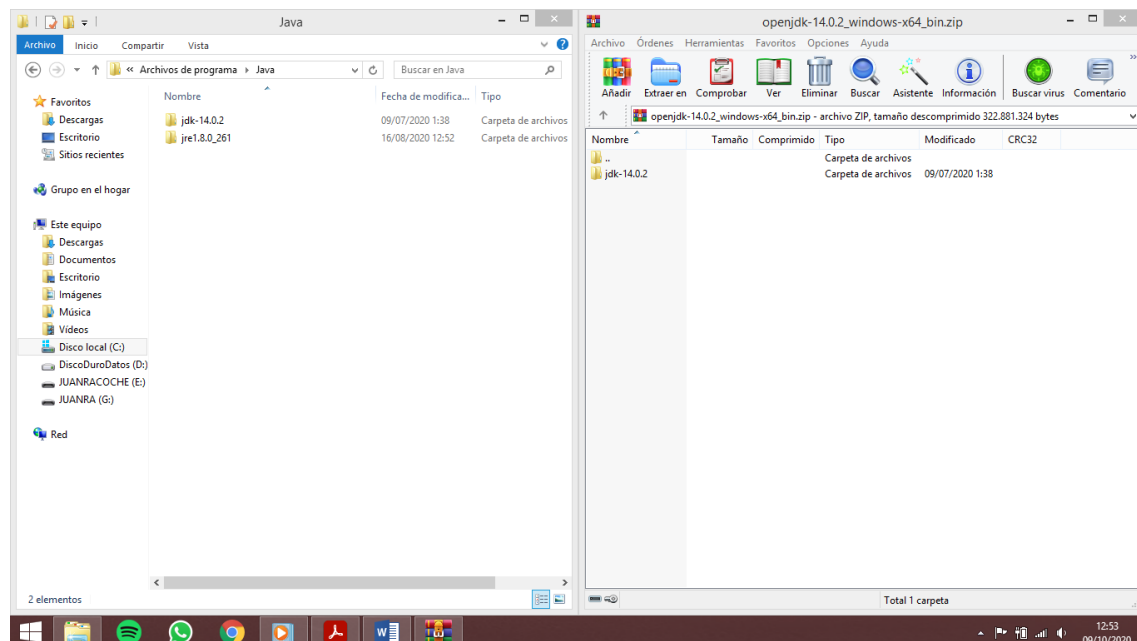 Java
Archivo Inicio Compartir Vista
« Archivos de programa Java
Buscar en Java
Nombre Fecha de modifica... Tipo
jdk-14.0.2 09/07/2020 1:38 Carpeta de archivos
jre1.8.0_261 16/08/2020 12:52 Carpeta de archivos
Favoritos
Descargas
Escritorio
Sitios recientes
Grupo en el hogar
Este equipo
Descargas
Documentos
Escritorio
Imágenes
Música
Vídeos
Disco local (C:)
DiscoDuroDatos (D:)
JUANRACOCHE (E:)
JUANRA (G:)
Red
2 elementos
openjdk-14.0.2_windows-x64_bin.zip
Archivo Órdenes Herramientas Favoritos Opciones Ayuda
Añadir Extraer en Comprobar Ver Eliminar Buscar Asistente Información Buscar virus Comentario
openjdk-14.0.2_windows-x64_bin.zip - archivo ZIP, tamaño descomprimido 322.881.324 bytes
Nombre Tamaño Comprimido Tipo Modificado CRC32
.. Carpeta de archivos
jdk-14.0.2 Carpeta de archivos 09/07/2020 1:38
Total 1 carpeta
12:53
09/10/2020